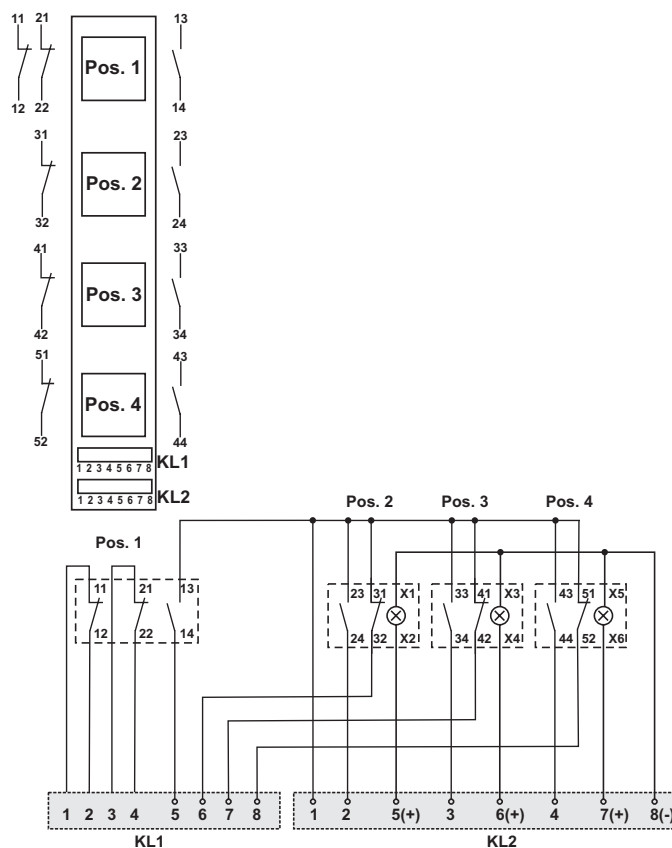 11 21 13
Pos. 1
12 22 14
31 23
Pos. 2
32 24
41 33
Pos. 3
42 34
51 43
Pos. 4
52 44
KL1
1 2 3 4 5 6 7 8
KL2
1 2 3 4 5 6 7 8
Pos. 2 Pos. 3 Pos. 4
Pos. 1
11 21 13 23 31 X1 33 41 X3 43 51 X5
12 22 14 24 32 X2 34 42 X4 44 52 X6
1 2 3 4 5 6 7 8 1 2 5(+) 3 6(+) 4 7(+) 8(-)
KL1 KL2